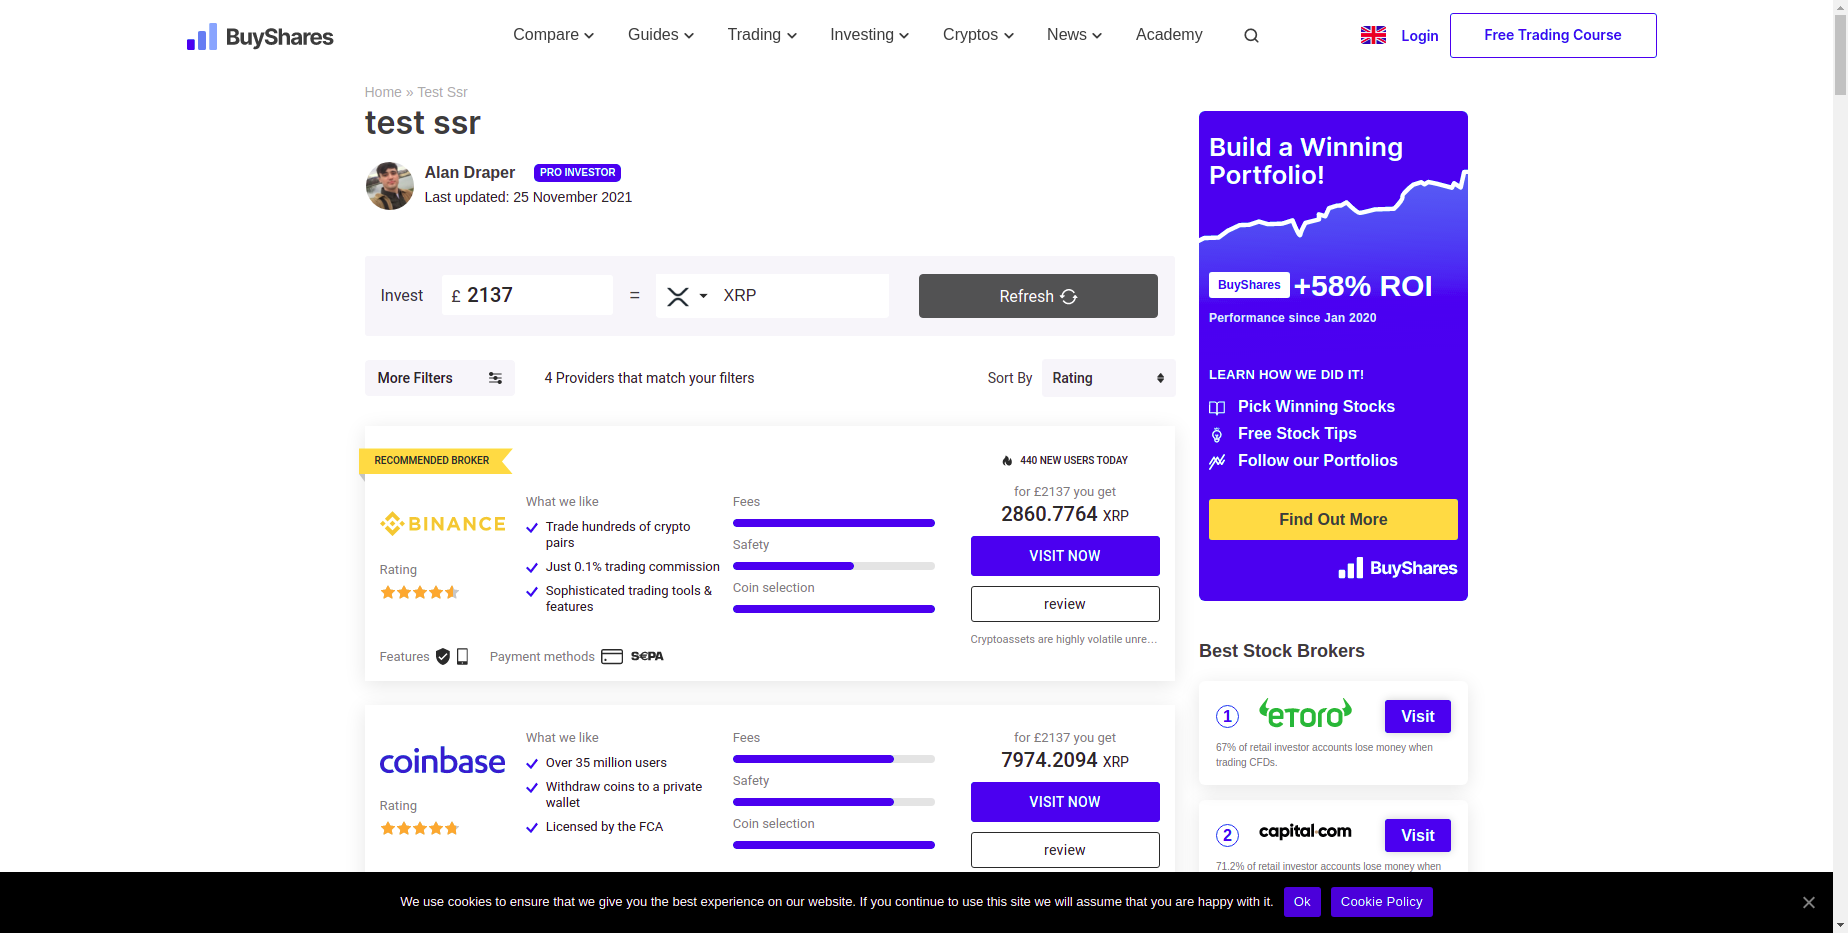 BuyShares
Compare
Guides
Trading
Investing
Cryptos
News
Academy
Login
Free Trading Course
Home » Test Ssr
test ssr
Alan Draper
PRO INVESTOR
Last updated: 25 November 2021
Invest
£ 2137
=
XRP
Refresh
More Filters
4 Providers that match your filters
Sort By
Rating
RECOMMENDED BROKER
BINANCE
Rating
What we like
Trade hundreds of crypto
pairs
Just 0.1% trading commission
Sophisticated trading tools &
features
Fees
Safety
Coin selection
440 NEW USERS TODAY
for £2137 you get
2860.7764 XRP
VISIT NOW
review
Cryptoassets are highly volatile unre...
Features
Payment methods
S€PA
coinbase
Rating
What we like
Over 35 million users
Withdraw coins to a private
wallet
Licensed by the FCA
Fees
Safety
Coin selection
for £2137 you get
7974.2094 XRP
VISIT NOW
review
Build a Winning
Portfolio!
BuyShares
+58% ROI
Performance since Jan 2020
LEARN HOW WE DID IT!
Pick Winning Stocks
Free Stock Tips
Follow our Portfolios
Find Out More
BuyShares
Best Stock Brokers
1
eToro
Visit
67% of retail investor accounts lose money when
trading CFDs.
2
capital.com
Visit
71.2% of retail investor accounts lose money when
We use cookies to ensure that we give you the best experience on our website. If you continue to use this site we will assume that you are happy with it.
Ok
Cookie Policy